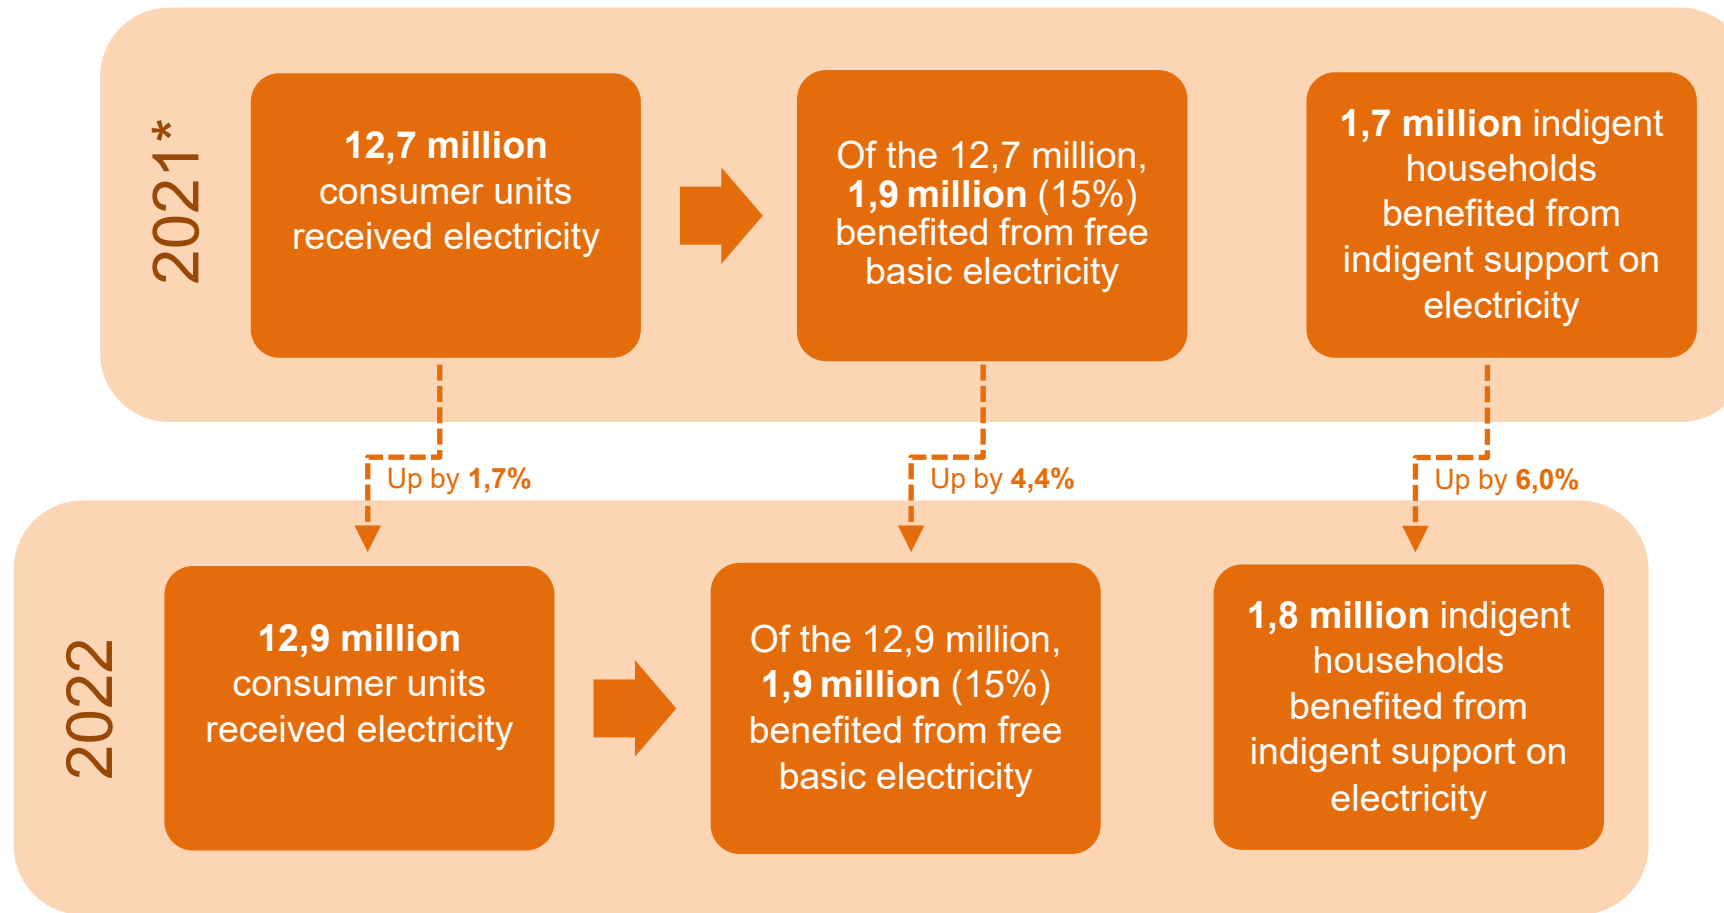 2021*
12,7 million
consumer units
received electricity
Of the 12,7 million,
1,9 million (15%)
benefited from free
basic electricity
1,7 million indigent
households
benefited from
indigent support on
electricity
Up by 1,7%
Up by 4,4%
Up by 6,0%
2022
12,9 million
consumer units
received electricity
Of the 12,9 million,
1,9 million (15%)
benefited from free
basic electricity
1,8 million indigent
households
benefited from
indigent support on
electricity